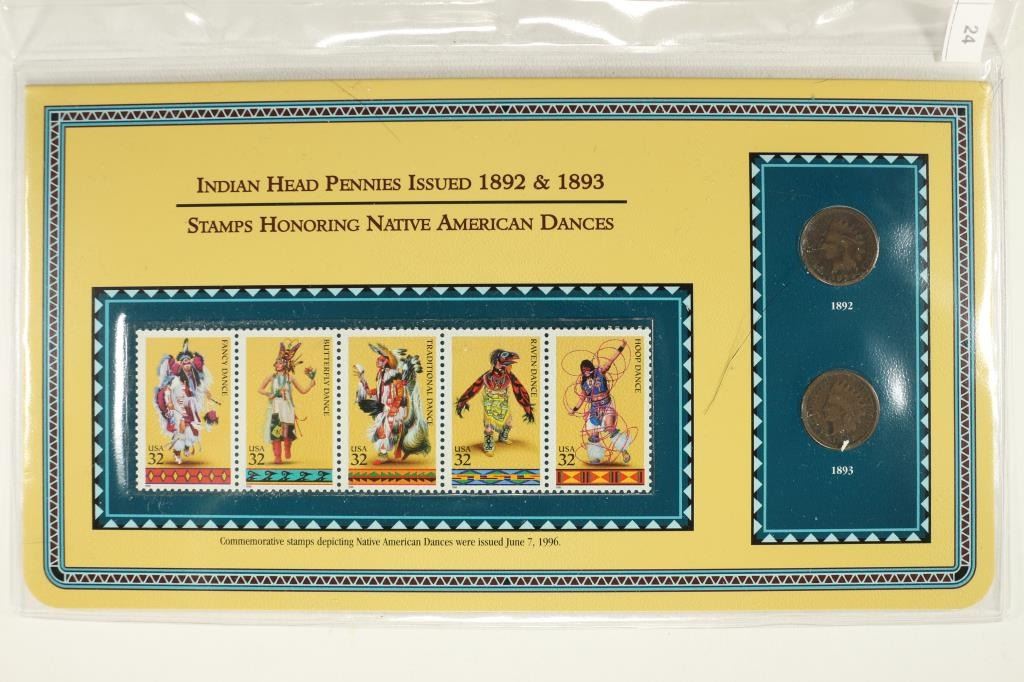 24
INDIAN HEAD PENNIES ISSUED 1892 & 1893
STAMPS HONORING NATIVE AMERICAN DANCES
FANCY DANCE
USA
32
BUTTERFLY DANCE
USA
32
TRADITIONAL DANCE
USA
32
RAVEN DANCE
USA
32
HOOP DANCE
USA
32
Commemorative stamps depicting Native American Dances were issued June 7, 1996.
1892
1893